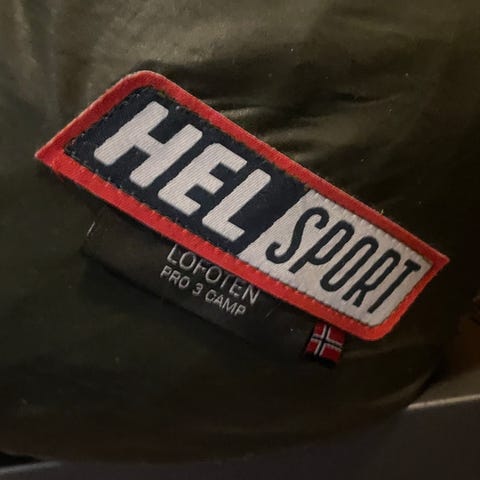 HEL SPORT
LOFOTEN
PRO 3 CAMP